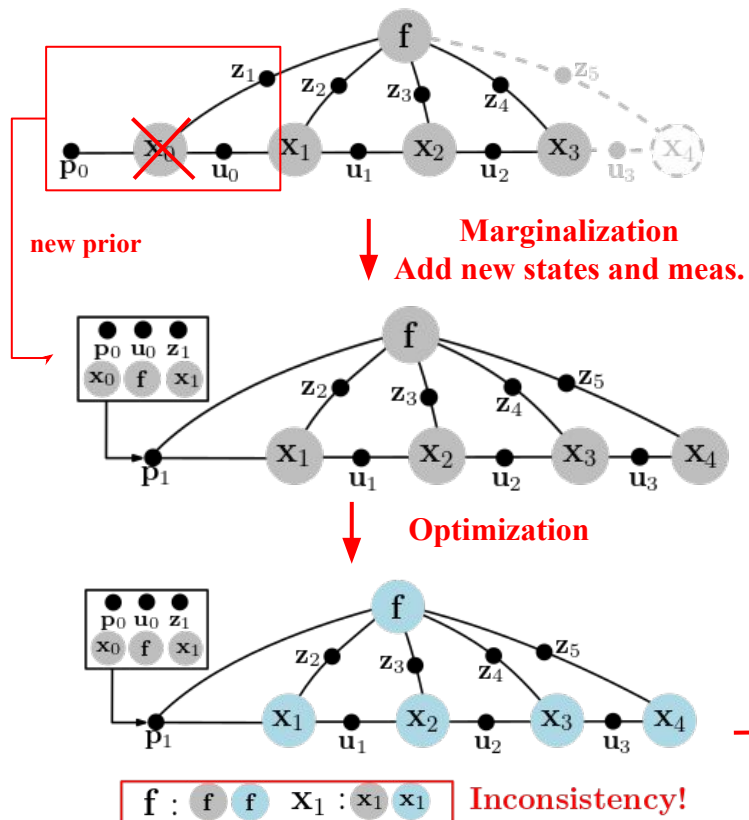 f
z₁ z₂ z₃ z₄ z₅
p₀ x₀ u₀ x₁ u₁ x₂ u₂ x₃ u₃ x₄
new prior
Marginalization
Add new states and meas.
p₀ u₀ z₁
x₀ f x₁
f
z₂ z₃ z₄ z₅
p₁ x₁ u₁ x₂ u₂ x₃ u₃ x₄
Optimization
p₀ u₀ z₁
x₀ f x₁
f
z₂ z₃ z₄ z₅
p₁ x₁ u₁ x₂ u₂ x₃ u₃ x₄
f : f f x₁ : x₁ x₁ Inconsistency!